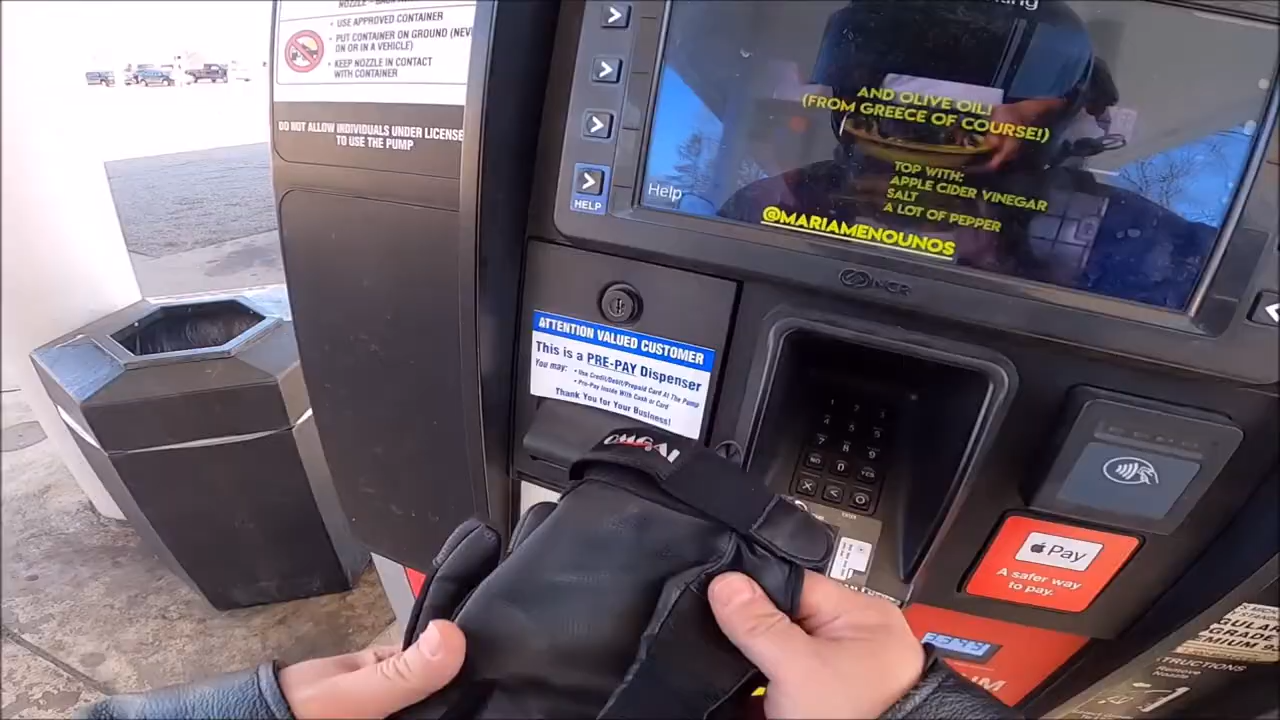 • USE APPROVED CONTAINER
• PUT CONTAINER ON GROUND (NEV
ON OR IN A VEHICLE)
• KEEP NOZZLE IN CONTACT
WITH CONTAINER
DO NOT ALLOW INDIVIDUALS UNDER LICENSE
TO USE THE PUMP
HELP
Help
AND OLIVE OIL!
(FROM GREECE OF COURSE!)
TOP WITH:
APPLE CIDER VINEGAR
SALT
A LOT OF PEPPER
@MARIAMENOUNOS
NCR
ATTENTION VALUED CUSTOMER
This is a PRE-PAY Dispenser
You may: • Use Credit/Debit/Prepaid Card At The Pump
• Pre-Pay Inside With Cash or Card
Thank You for Your Business!
NO 0 YES
Pay
A safer way
to pay.